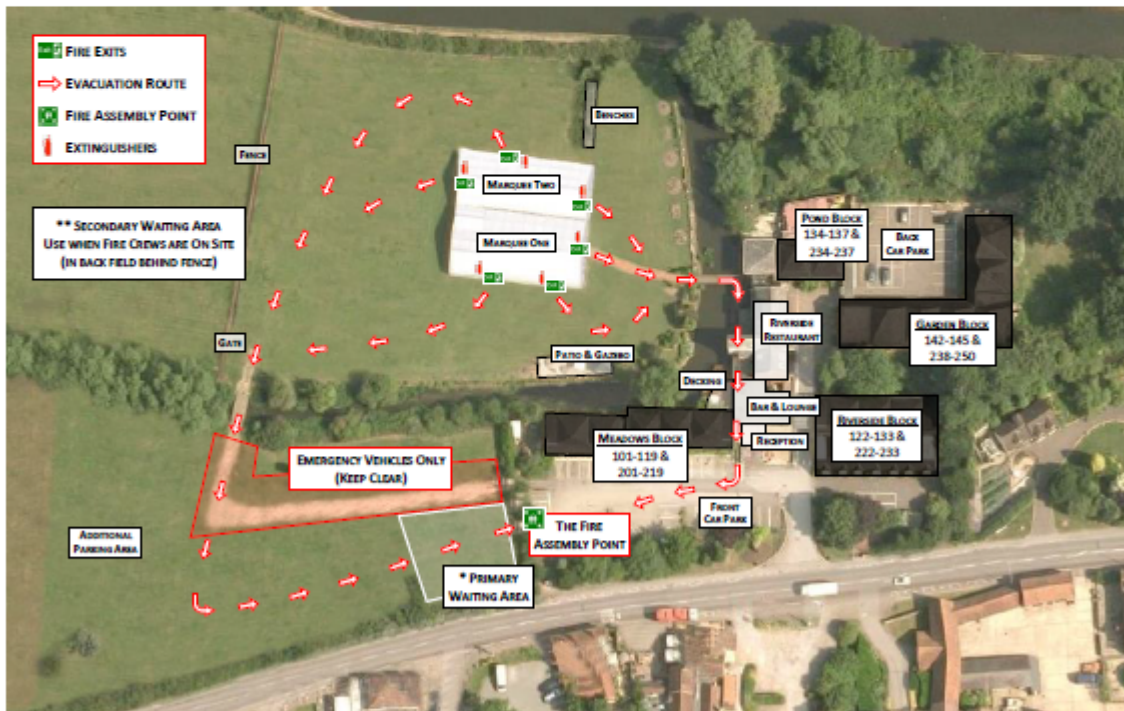 FIRE EXITS
EVACUATION ROUTE
FIRE ASSEMBLY POINT
EXTINGUISHERS
FENCE
BENCHES
** SECONDARY WAITING AREA
USE WHEN FIRE CREWS ARE ON SITE
(IN BACK FIELD BEHIND FENCE)
MARQUEE TWO
MARQUEE ONE
POND BLOCK
134-137 &
234-237
BACK
CAR PARK
GARDEN BLOCK
142-145 &
238-250
RIVERSIDE
RESTAURANT
GATE
PATIO & GAZEBO
DECKING
BAR & LOUNGE
RECEPTION
MEADOWS BLOCK
101-119 &
201-219
RIVERSIDE BLOCK
122-133 &
222-233
EMERGENCY VEHICLES ONLY
(KEEP CLEAR)
FRONT
CAR PARK
ADDITIONAL
PARKING AREA
THE FIRE
ASSEMBLY POINT
* PRIMARY
WAITING AREA